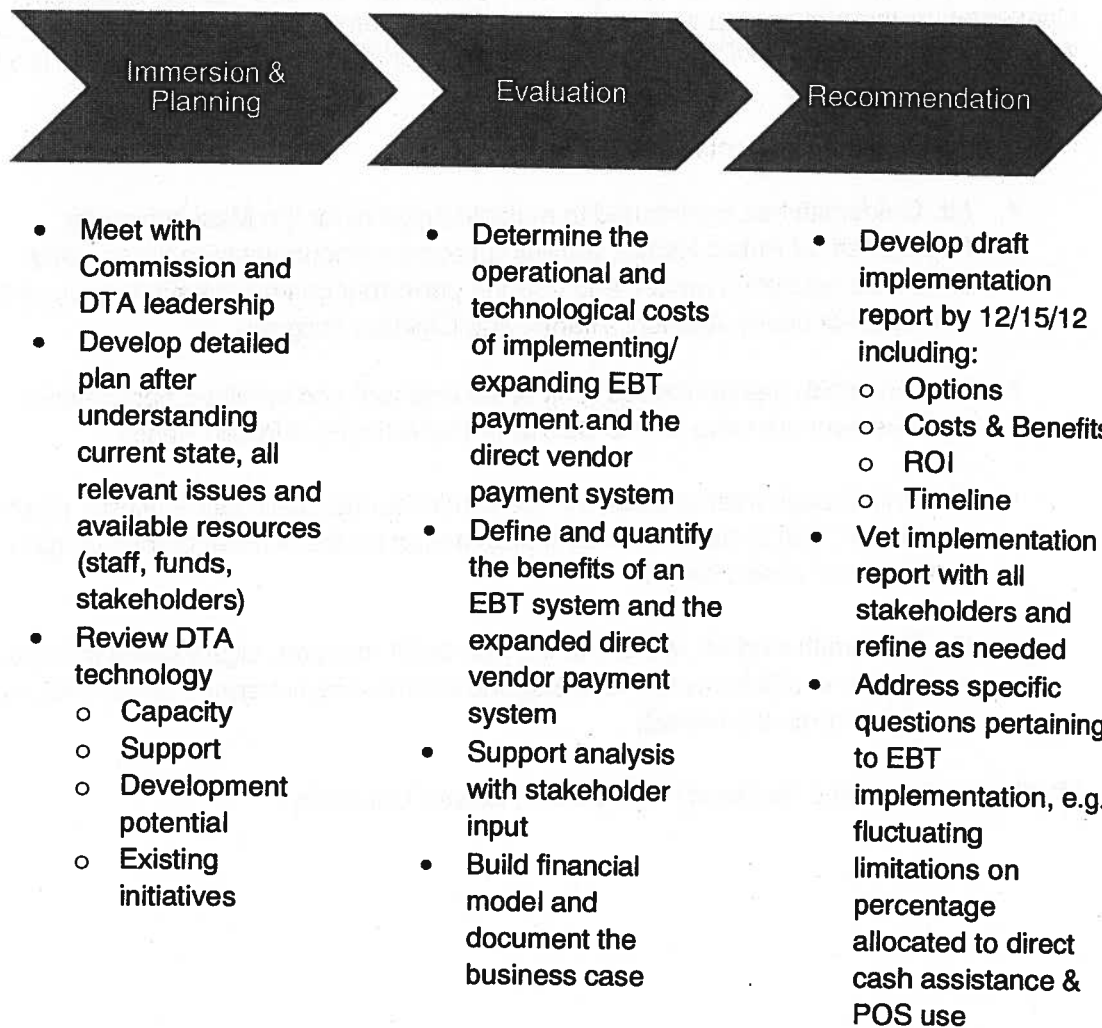 Immersion &
Planning
Evaluation
Recommendation
• Meet with
Commission and
DTA leadership
• Develop detailed
plan after
understanding
current state, all
relevant issues and
available resources
(staff, funds,
stakeholders)
• Review DTA
technology
o Capacity
o Support
o Development
potential
o Existing
initiatives
• Determine the
operational and
technological costs
of implementing/
expanding EBT
payment and the
direct vendor
payment system
• Define and quantify
the benefits of an
EBT system and the
expanded direct
vendor payment
system
• Support analysis
with stakeholder
input
• Build financial
model and
document the
business case
• Develop draft
implementation
report by 12/15/12
including:
o Options
o Costs & Benefits
o ROI
o Timeline
• Vet implementation
report with all
stakeholders and
refine as needed
• Address specific
questions pertaining
to EBT
implementation, e.g.
fluctuating
limitations on
percentage
allocated to direct
cash assistance &
POS use